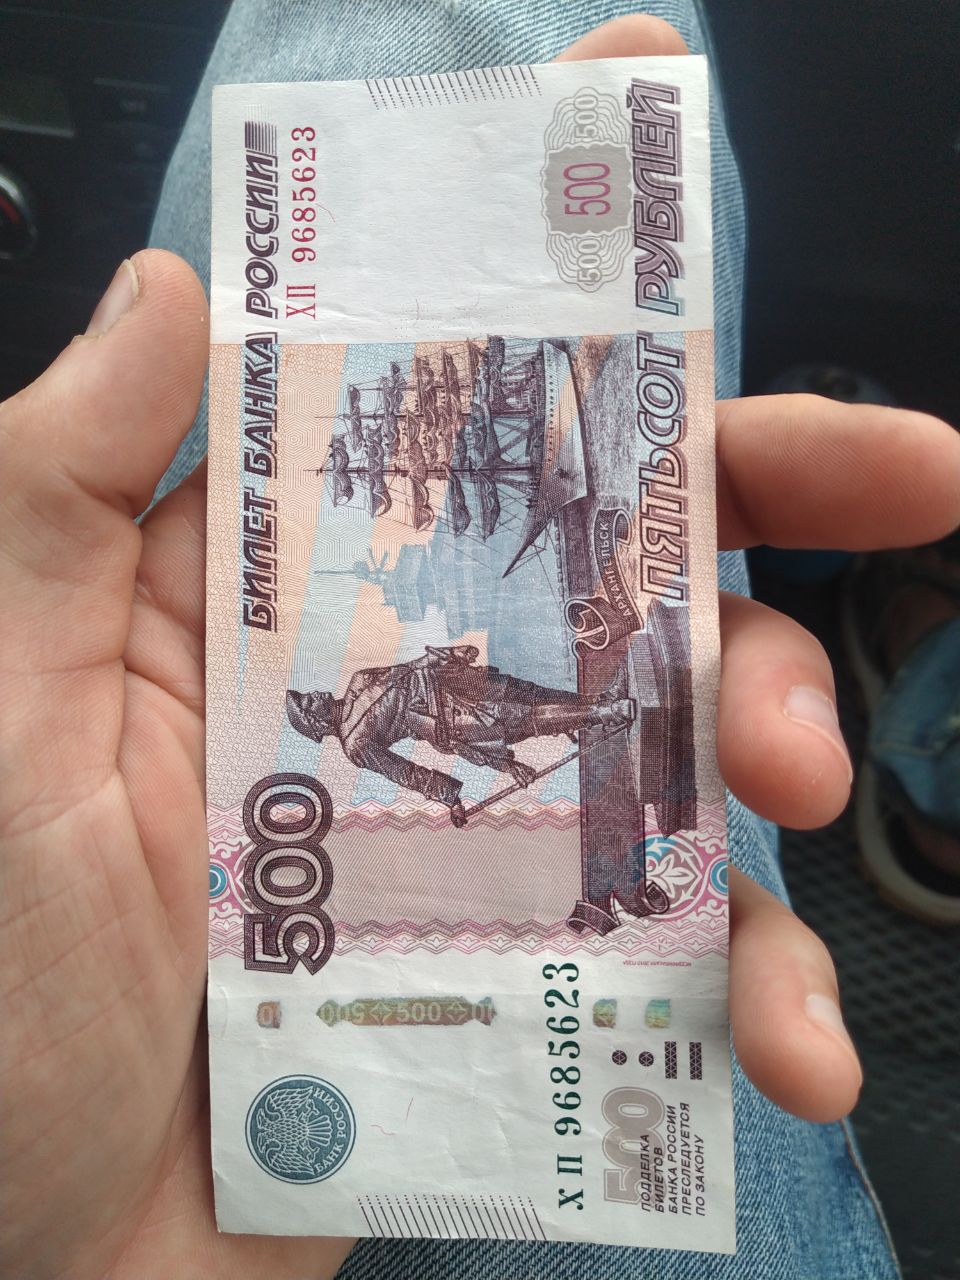 500
БИЛЕТ БАНКА РОССИИ
ХП 9685623
БАНК РОССИИ
500
АРХАНГЕЛЬСК
ХП 9685623
500
ПОДДЕЛКА
БИЛЕТОВ
БАНКА РОССИИ
ПРЕСЛЕДУЕТСЯ
ПО ЗАКОНУ
500 500 500
ПЯТЬСОТ РУБЛЕЙ